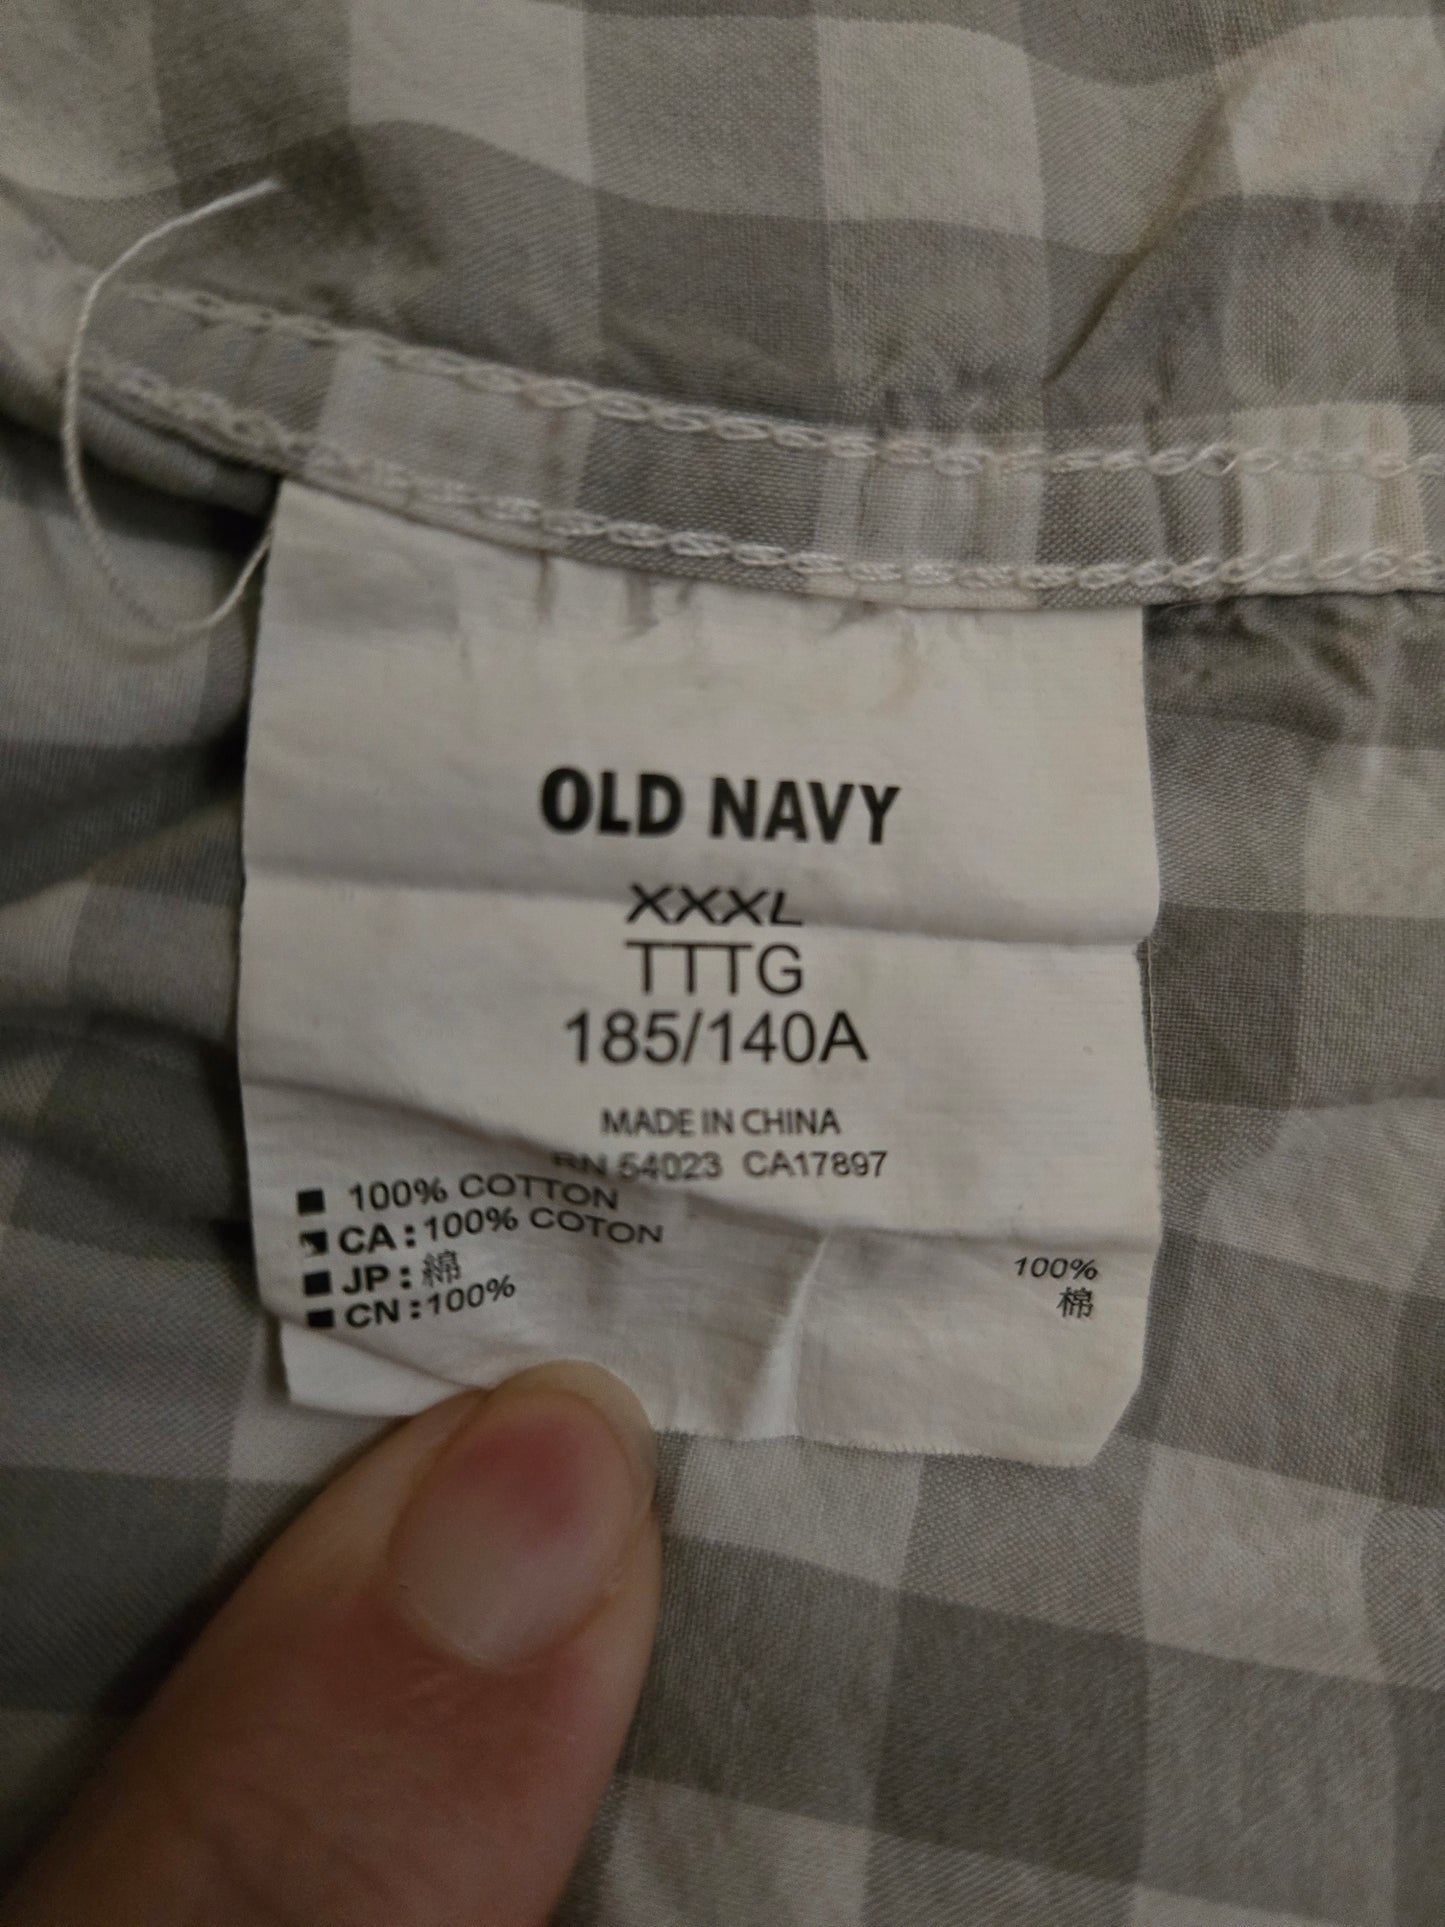 OLD NAVY
XXXL
TTTG
185/140A
MADE IN CHINA
RN 54023 CA17897
■ 100% COTTON
■ CA : 100% COTON
■ JP : 綿 100%
■ CN : 100% 棉